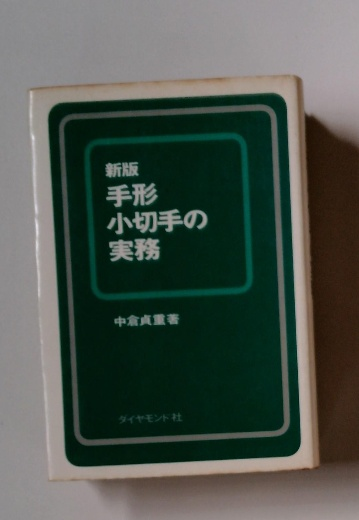 新版
手形
小切手の
実務
中倉貞重著
ダイヤモンド社